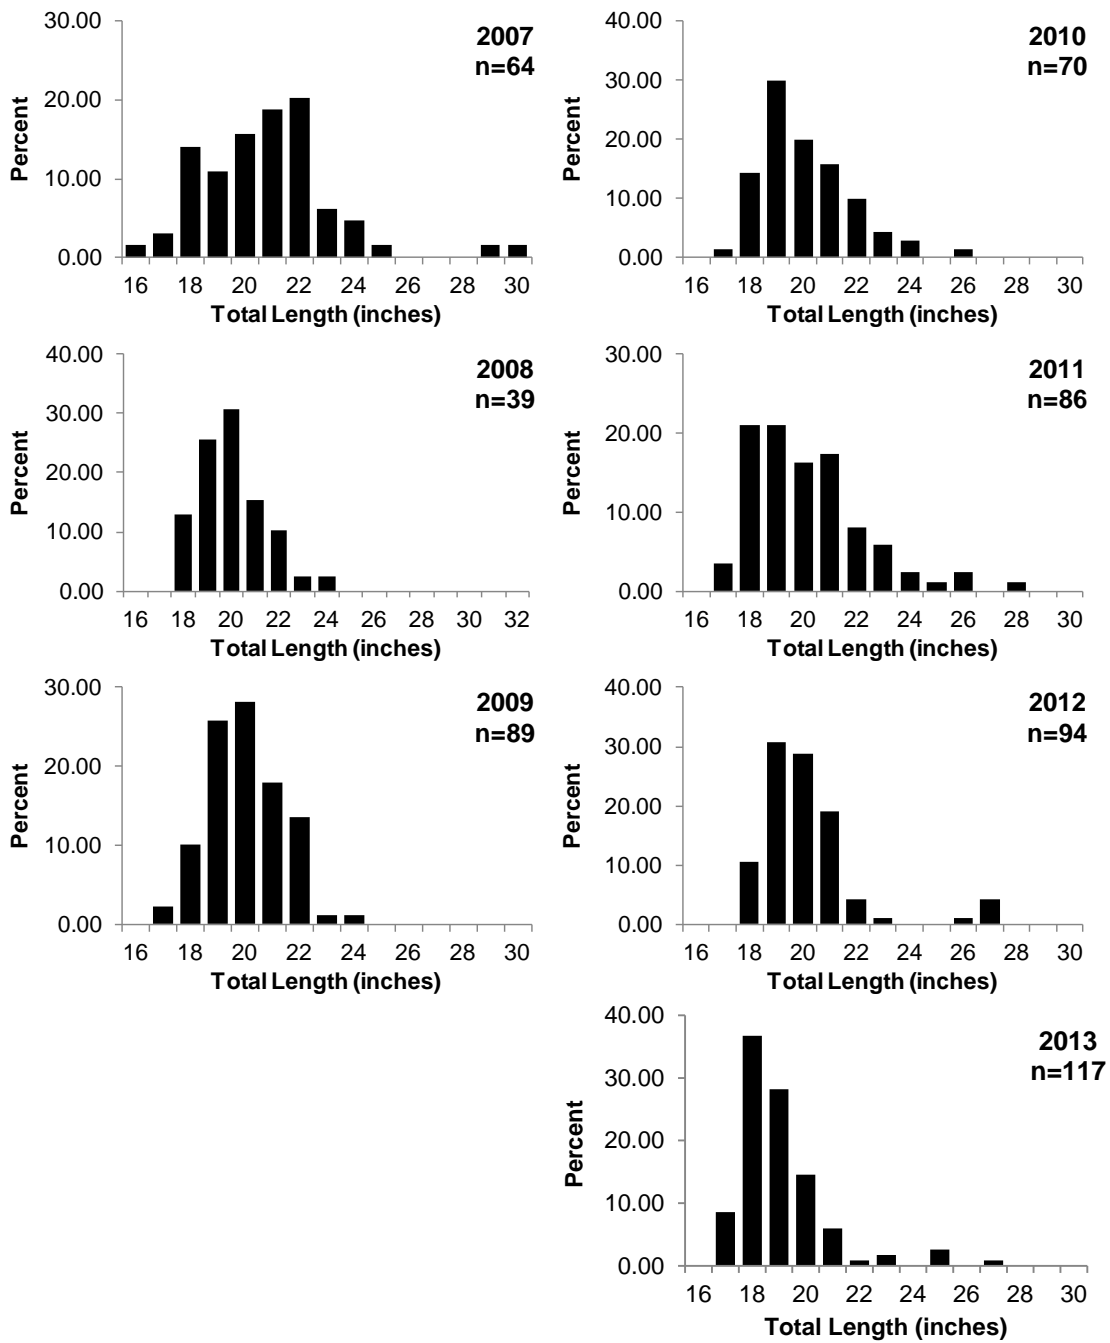 30.00
20.00
10.00
0.00
Percent
2007
n=64
16 18 20 22 24 26 28 30
Total Length (inches)
40.00
30.00
20.00
10.00
0.00
Percent
2008
n=39
16 18 20 22 24 26 28 30 32
Total Length (inches)
30.00
20.00
10.00
0.00
Percent
2009
n=89
16 18 20 22 24 26 28 30
Total Length (inches)
40.00
30.00
20.00
10.00
0.00
Percent
2010
n=70
16 18 20 22 24 26 28 30
Total Length (inches)
30.00
20.00
10.00
0.00
Percent
2011
n=86
16 18 20 22 24 26 28 30
Total Length (inches)
40.00
30.00
20.00
10.00
0.00
Percent
2012
n=94
16 18 20 22 24 26 28 30
Total Length (inches)
40.00
30.00
20.00
10.00
0.00
Percent
2013
n=117
16 18 20 22 24 26 28 30
Total Length (inches)